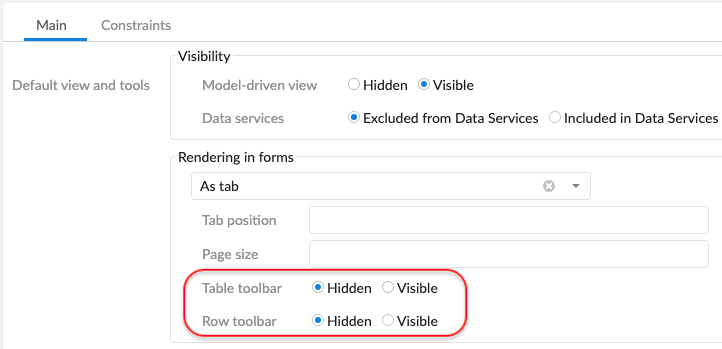 Main Constraints
Visibility
Default view and tools Model-driven view Hidden Visible
Data services Excluded from Data Services Included in Data Services
Rendering in forms
As tab
Tab position
Page size
Table toolbar Hidden Visible
Row toolbar Hidden Visible